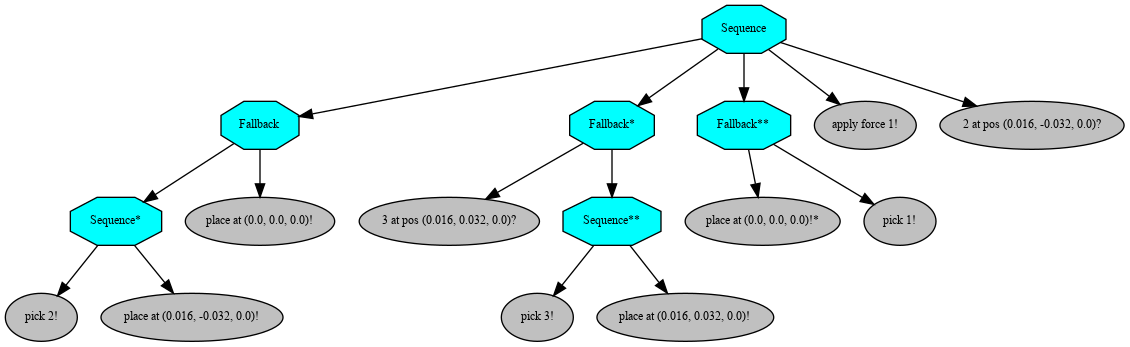 Sequence
Fallback
Fallback*
Fallback**
apply force 1!
2 at pos (0.016, -0.032, 0.0)?
Sequence*
place at (0.0, 0.0, 0.0)!
3 at pos (0.016, 0.032, 0.0)?
Sequence**
place at (0.0, 0.0, 0.0)!*
pick 1!
pick 2!
place at (0.016, -0.032, 0.0)!
pick 3!
place at (0.016, 0.032, 0.0)!